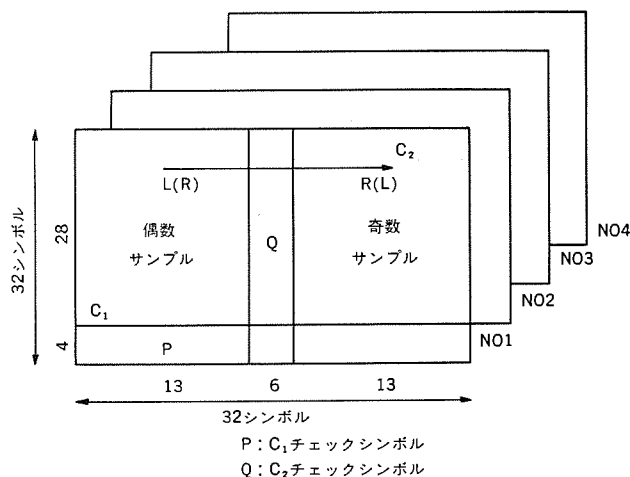 C₂
L(R)
R(L)
偶数
サンプル
Q
奇数
サンプル
32シンボル
28
4
C₁
P
NO4
NO3
NO2
NO1
13
6
13
32シンボル
P：C₁チェックシンボル
Q：C₂チェックシンボル